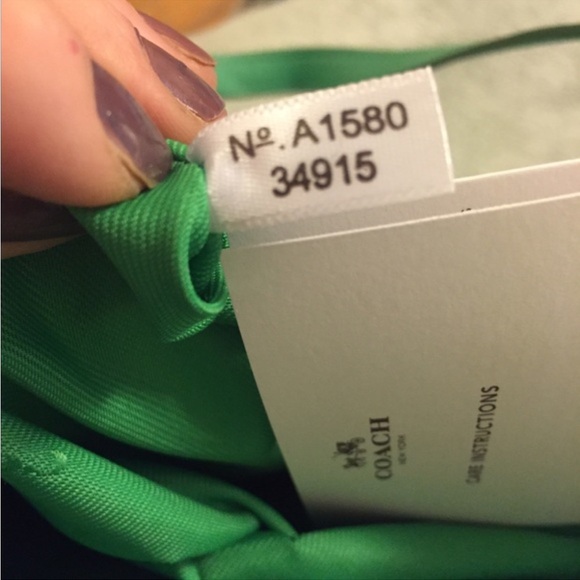 Nº. A1580
34915
COACH
NEW YORK
CARE INSTRUCTIONS